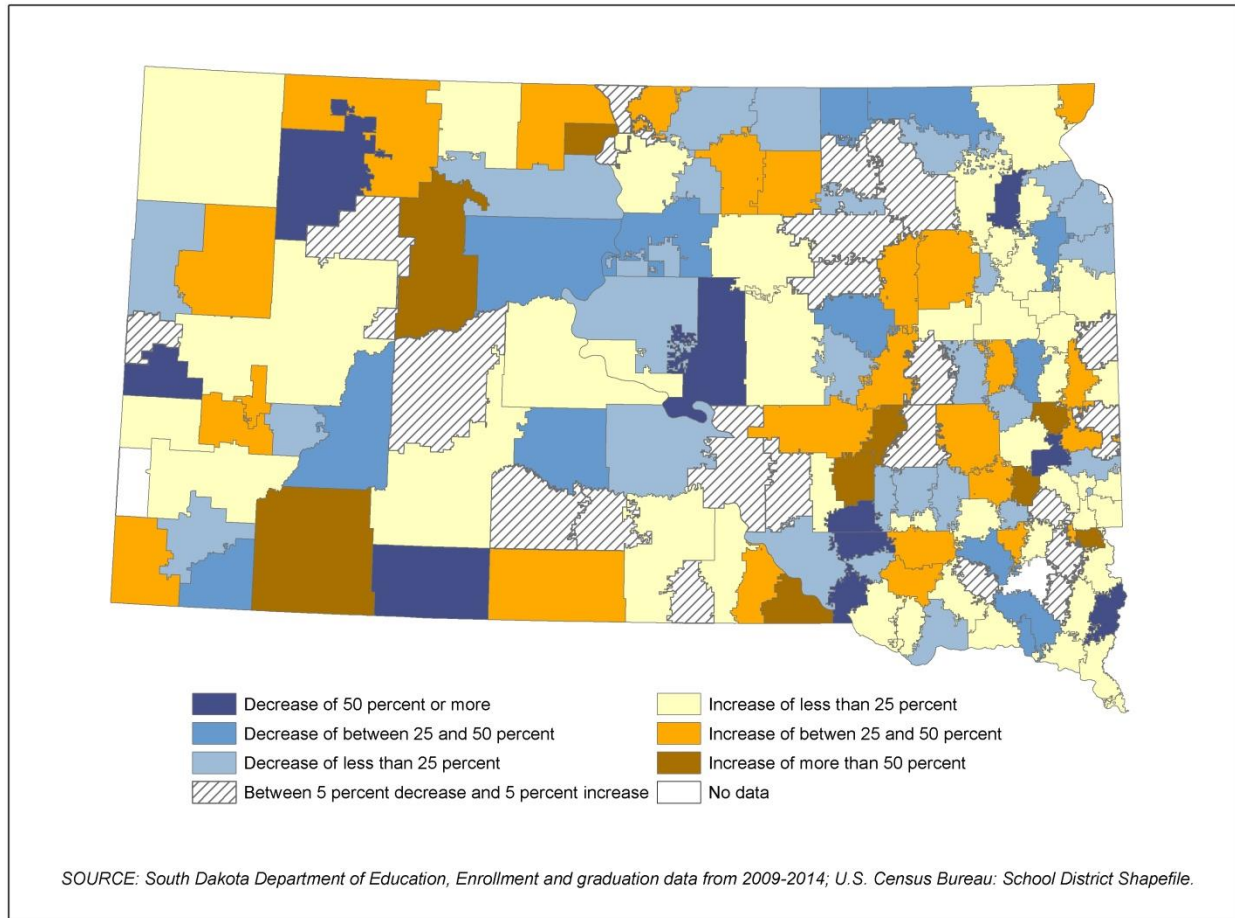 Decrease of 50 percent or more
Decrease of between 25 and 50 percent
Decrease of less than 25 percent
Between 5 percent decrease and 5 percent increase
Increase of less than 25 percent
Increase of betwen 25 and 50 percent
Increase of more than 50 percent
No data
SOURCE: South Dakota Department of Education, Enrollment and graduation data from 2009-2014; U.S. Census Bureau: School District Shapefile.